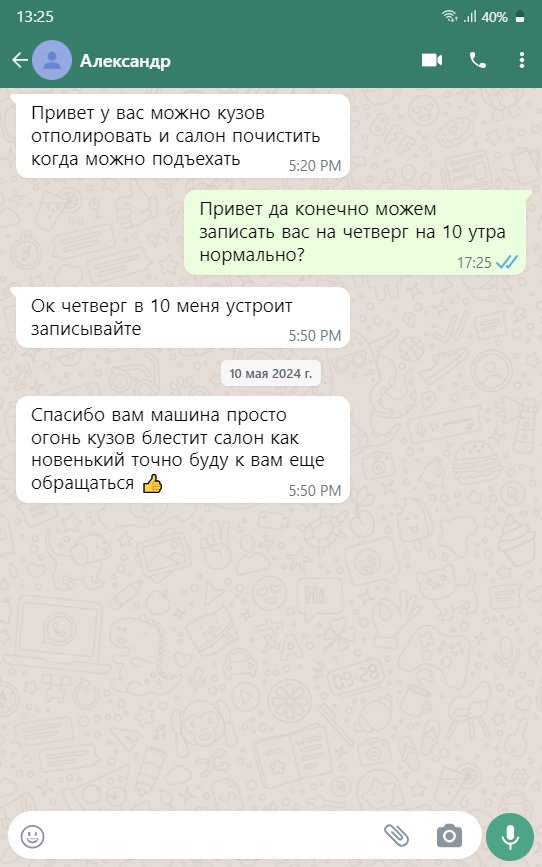 13:25
40%
Александр
Привет у вас можно кузов
отполировать и салон почистить
когда можно подъехать
5:20 PM
Привет да конечно можем
записать вас на четверг на 10 утра
нормально?
17:25
Ок четверг в 10 меня устроит
записывайте
5:50 PM
10 мая 2024 г.
Спасибо вам машина просто
огонь кузов блестит салон как
новенький точно буду к вам еще
обращаться 👍
5:50 PM
Hi
03:28